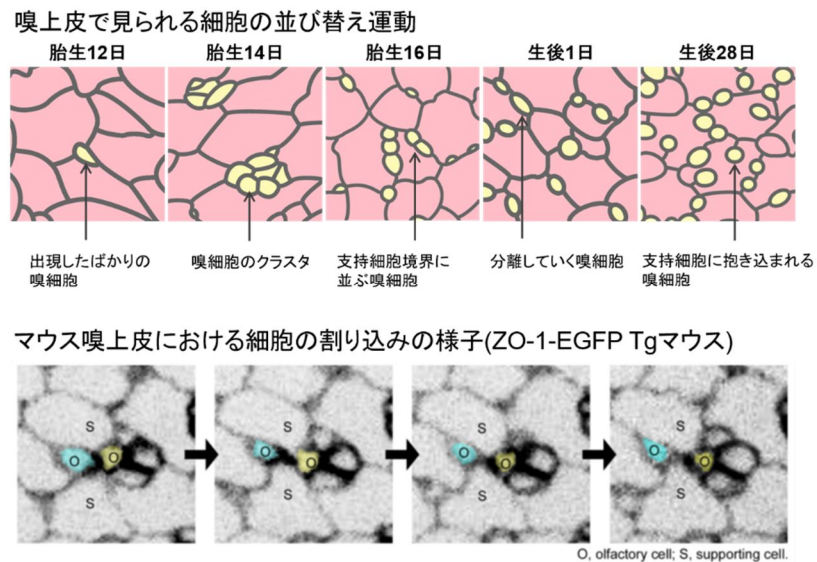 嗅上皮で見られる細胞の並び替え運動
胎生12日 胎生14日 胎生16日 生後1日 生後28日
出現したばかりの
嗅細胞
嗅細胞のクラスタ
支持細胞境界に
並ぶ嗅細胞
分離していく嗅細胞
支持細胞に抱き込まれる
嗅細胞
マウス嗅上皮における細胞の割り込みの様子(ZO-1-EGFP Tgマウス)
S S S S
O O O O O O O O
S S S S
O, olfactory cell; S, supporting cell.